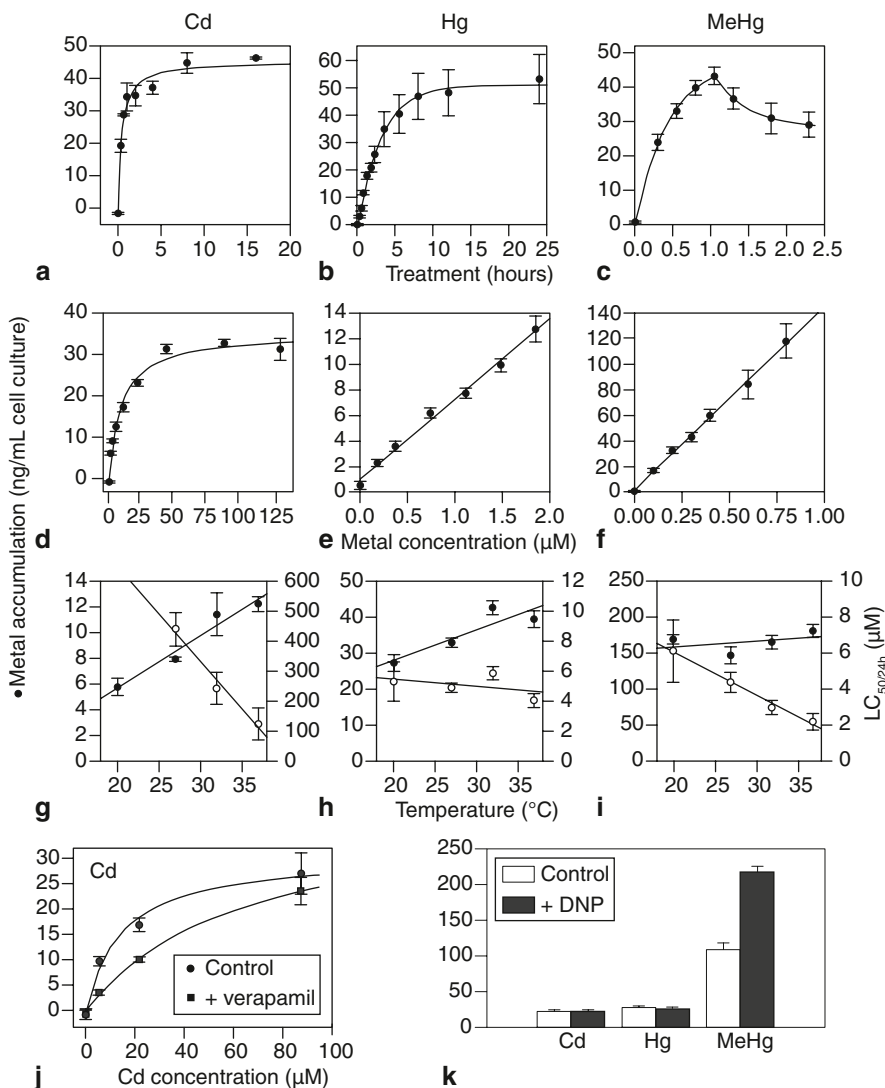 Cd Hg MeHg
50 40 30 20 10 0
0 5 10 15 20
60 50 40 30 20 10 0
0 5 10 15 20 25
50 40 30 20 10 0
0.0 0.5 1.0 1.5 2.0 2.5
a b Treatment (hours) c
●Metal accumulation (ng/mL cell culture)
40 30 20 10 0
0 25 50 75 100 125
14 12 10 8 6 4 2 0
0.0 0.5 1.0 1.5 2.0
140 120 100 80 60 40 20 0
0.00 0.25 0.50 0.75 1.00
d e Metal concentration (µM) f
14 12 10 8 6 4 2 0
600 500 400 300 200 100 0
20 25 30 35
50 40 30 20 10 0
12 10 8 6 4 2 0
20 25 30 35
250 200 150 100 50 0
10 8 6 4 2 0
20 25 30 35
LC50/24h (µM)
g h Temperature (°C) i
30 25 20 15 10 5 0
Cd
Control
+ verapamil
0 20 40 60 80 100
j Cd concentration (µM)
250 200 150 100 50 0
Control
+ DNP
Cd Hg MeHg
k